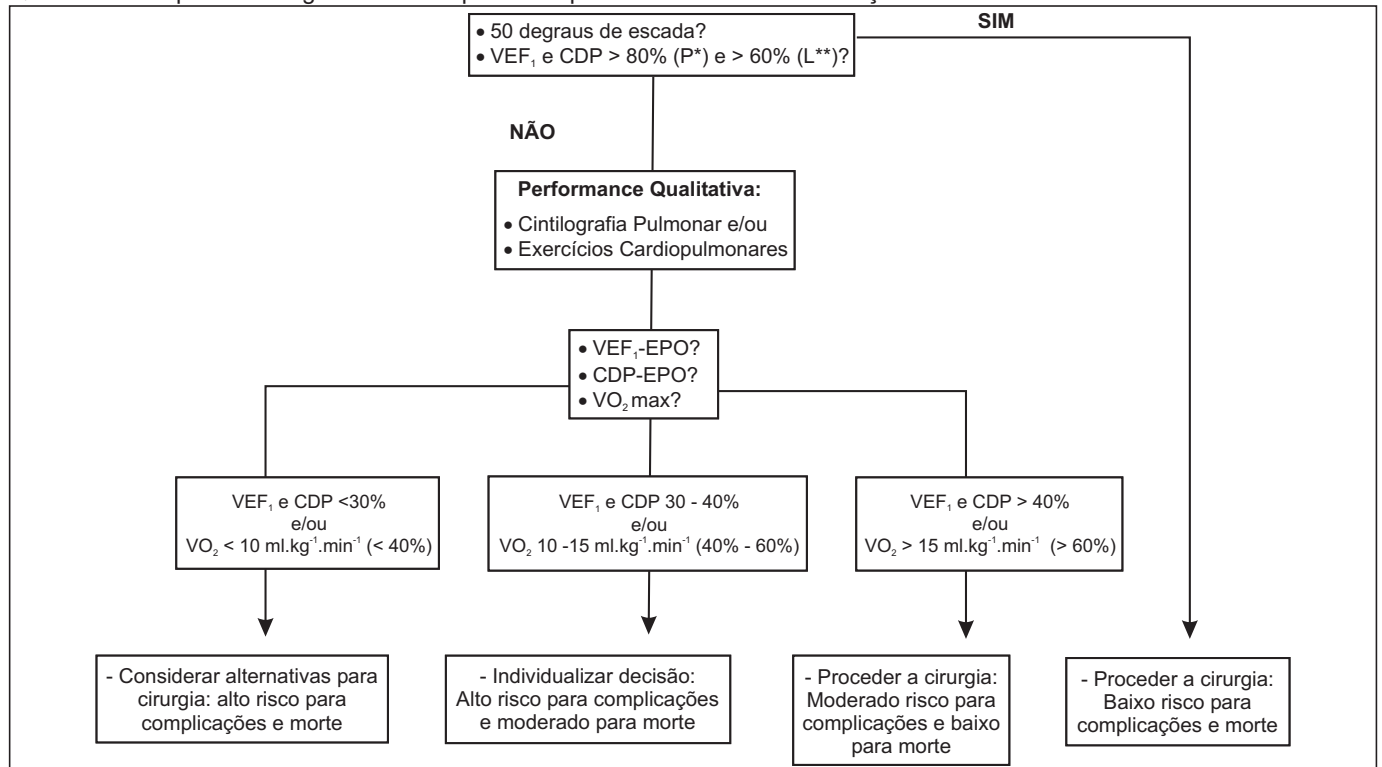 • 50 degraus de escada?
• VEF₁ e CDP > 80% (P*) e > 60% (L**)?
SIM
NÃO
Performance Qualitativa:
• Cintilografia Pulmonar e/ou
• Exercícios Cardiopulmonares
• VEF₁-EPO?
• CDP-EPO?
• VO₂ max?
VEF₁ e CDP <30%
e/ou
VO₂ < 10 ml.kg⁻¹.min⁻¹ (< 40%)
VEF₁ e CDP 30 - 40%
e/ou
VO₂ 10 -15 ml.kg⁻¹.min⁻¹ (40% - 60%)
VEF₁ e CDP > 40%
e/ou
VO₂ > 15 ml.kg⁻¹.min⁻¹ (> 60%)
- Considerar alternativas para
cirurgia: alto risco para
complicações e morte
- Individualizar decisão:
Alto risco para complicações
e moderado para morte
- Proceder a cirurgia:
Moderado risco para
complicações e baixo
para morte
- Proceder a cirurgia:
Baixo risco para
complicações e morte